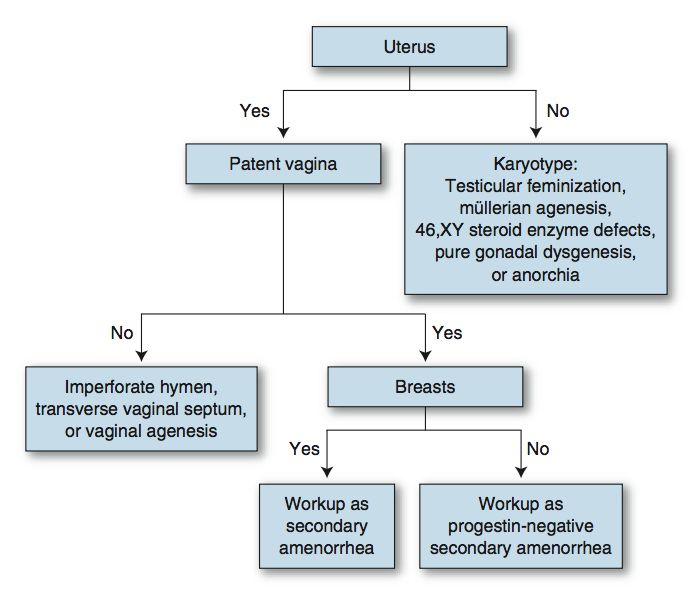 Uterus
Yes
No
Patent vagina
Karyotype:
Testicular feminization,
müllerian agenesis,
46,XY steroid enzyme defects,
pure gonadal dysgenesis,
or anorchia
No
Yes
Imperforate hymen,
transverse vaginal septum,
or vaginal agenesis
Breasts
Yes
No
Workup as
secondary
amenorrhea
Workup as
progestin-negative
secondary amenorrhea